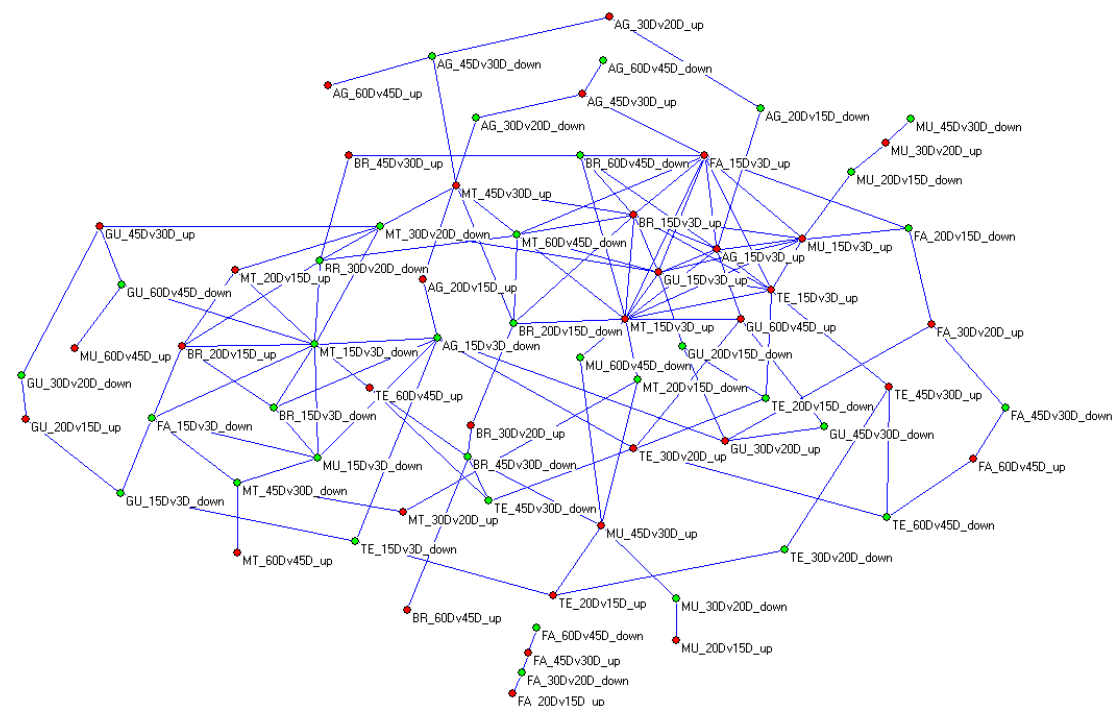 AG_30Dv20D_up
AG_45Dv30D_down
AG_60Dv45D_down
AG_60Dv45D_up
AG_45Dv30D_up
AG_20Dv15D_down
AG_30Dv20D_down
MU_45Dv30D_down
MU_30Dv20D_up
BR_45Dv30D_up
BR_60Dv45D_down
FA_15Dv3D_up
MU_20Dv15D_down
MT_45Dv30D_up
BR_15Dv3D_up
GU_45Dv30D_up
MT_30Dv20D_down
MT_60Dv45D_down
FA_20Dv15D_down
MU_15Dv3D_up
AG_15Dv3D_up
MT_20Dv15D_up
BR_30Dv20D_down
GU_15Dv3D_up
AG_20Dv15D_up
GU_60Dv45D_down
TE_15Dv3D_up
BR_20Dv15D_down
MT_15Dv3D_up
GU_60Dv45D_up
FA_30Dv20D_up
MU_60Dv45D_up
BR_20Dv15D_up
MT_15Dv3D_down
AG_15Dv3D_down
GU_20Dv15D_down
MU_60Dv45D_down
GU_30Dv20D_down
MT_20Dv15D_down
TE_60Dv45D_up
TE_45Dv30D_up
TE_20Dv15D_down
BR_15Dv3D_down
FA_45Dv30D_down
GU_20Dv15D_up
FA_15Dv3D_down
BR_30Dv20D_up
GU_45Dv30D_down
GU_30Dv20D_up
TE_30Dv20D_up
MU_15Dv3D_down
BR_45Dv30D_down
FA_60Dv45D_up
MT_45Dv30D_down
GU_15Dv3D_down
TE_45Dv30D_down
MT_30Dv20D_up
TE_60Dv45D_down
MU_45Dv30D_up
TE_15Dv3D_down
MT_60Dv45D_up
TE_30Dv20D_down
TE_20Dv15D_up
MU_30Dv20D_down
BR_60Dv45D_up
FA_60Dv45D_down
MU_20Dv15D_up
FA_45Dv30D_up
FA_30Dv20D_down
FA_20Dv15D_up